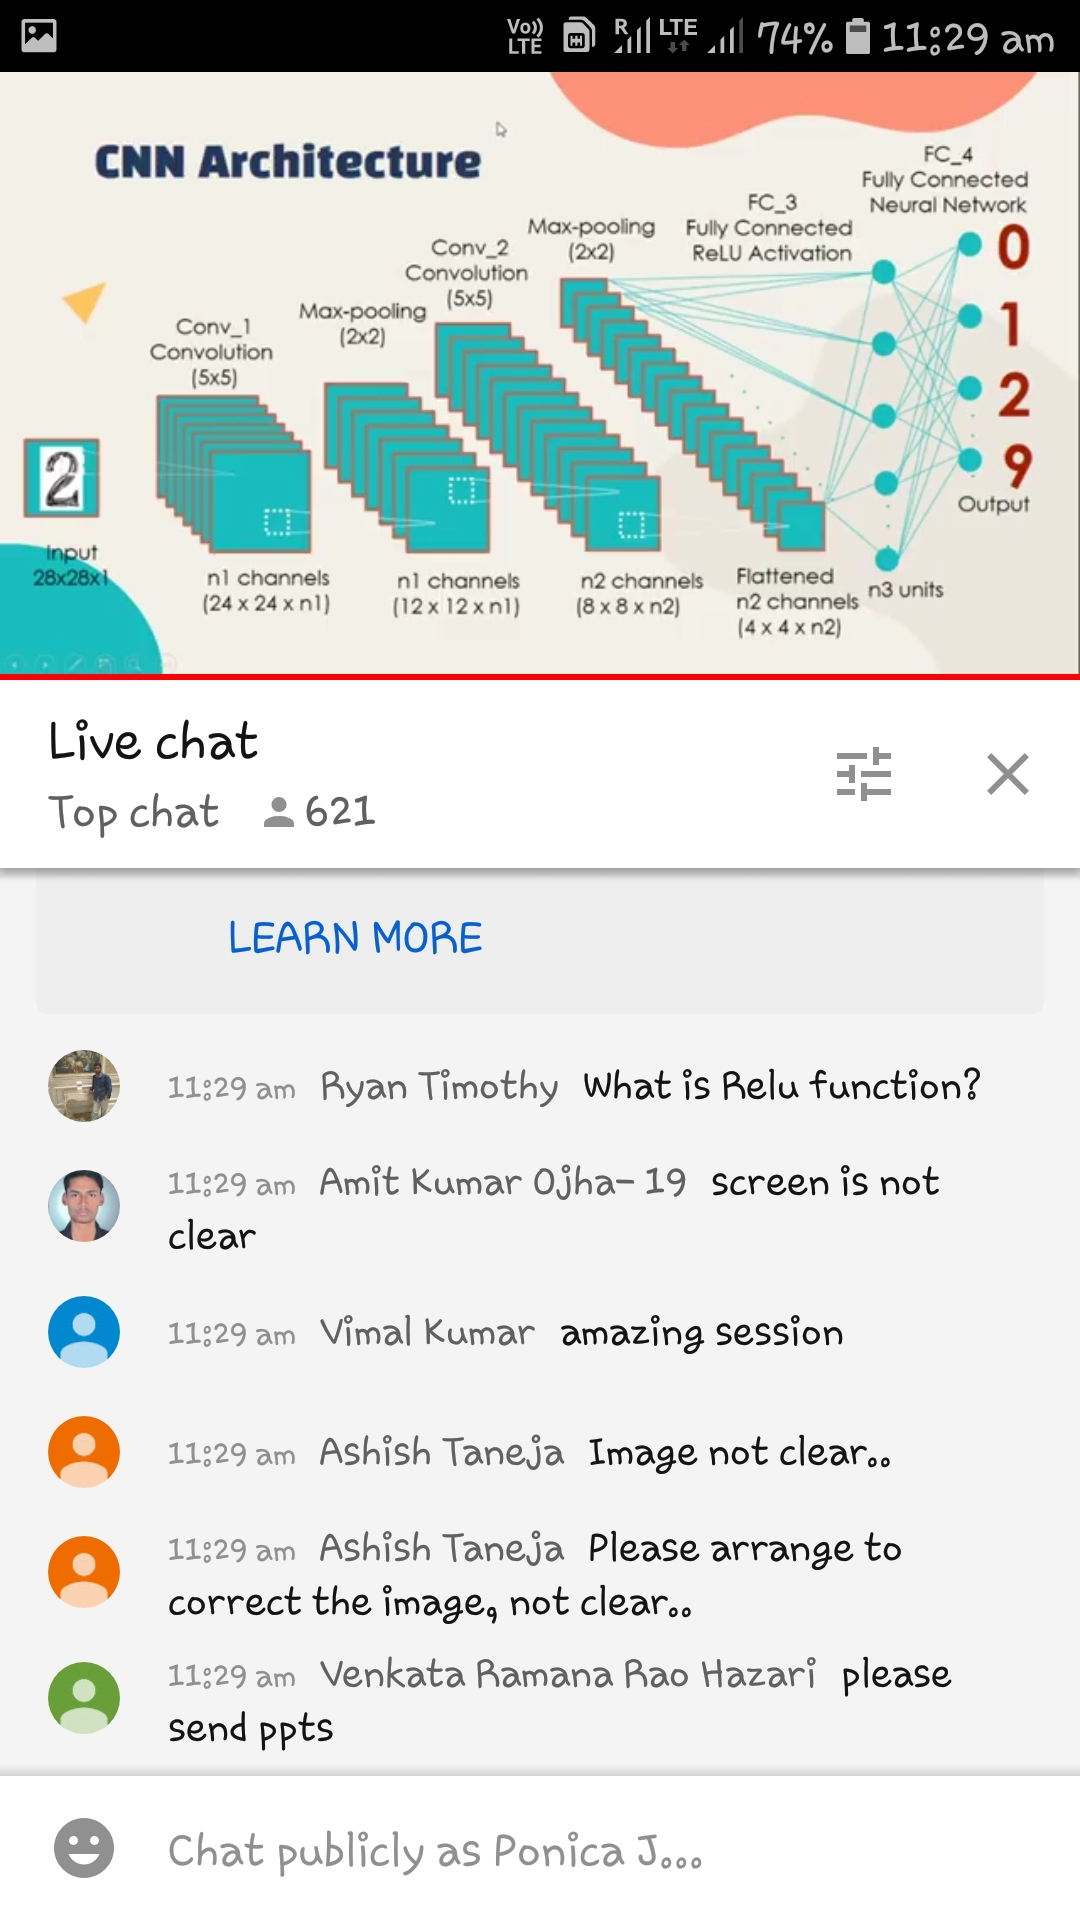 Vo)) LTE R LTE 74% 11:29 am
CNN Architecture
FC_4
Fully Connected
Neural Network
FC_3
Fully Connected
ReLU Activation
Max-pooling
(2x2)
Conv_2
Convolution
(5x5)
Max-pooling
(2x2)
Conv_1
Convolution
(5x5)
0
1
2
9
Output
2
Input
28x28x1
n1 channels
(24 x 24 x n1)
n1 channels
(12 x 12 x n1)
n2 channels
(8 x 8 x n2)
Flattened
n2 channels
(4 x 4 x n2)
n3 units
Live chat
Top chat 621
LEARN MORE
11:29 am Ryan Timothy What is Relu function?
11:29 am Amit Kumar Ojha- 19 screen is not
clear
11:29 am Vimal Kumar amazing session
11:29 am Ashish Taneja Image not clear..
11:29 am Ashish Taneja Please arrange to
correct the image, not clear..
11:29 am Venkata Ramana Rao Hazari please
send ppts
Chat publicly as Ponica J...